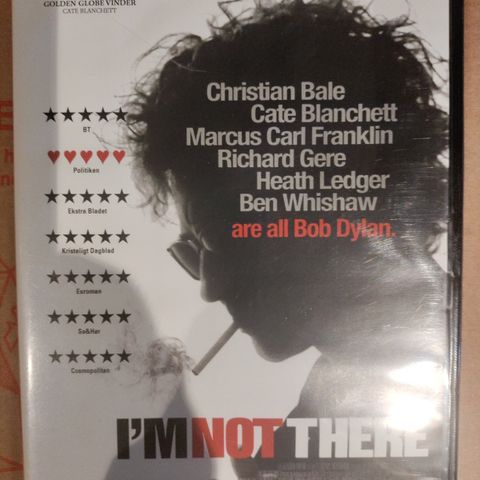 GOLDEN GLOBE VINDER
CATE BLANCHETT
BT
Politiken
Ekstra Bladet
Kristeligt Dagblad
Euroman
Se&Hør
Cosmopolitan
Christian Bale
Cate Blanchett
Marcus Carl Franklin
Richard Gere
Heath Ledger
Ben Whishaw
are all Bob Dylan.
I'M NOT THERE